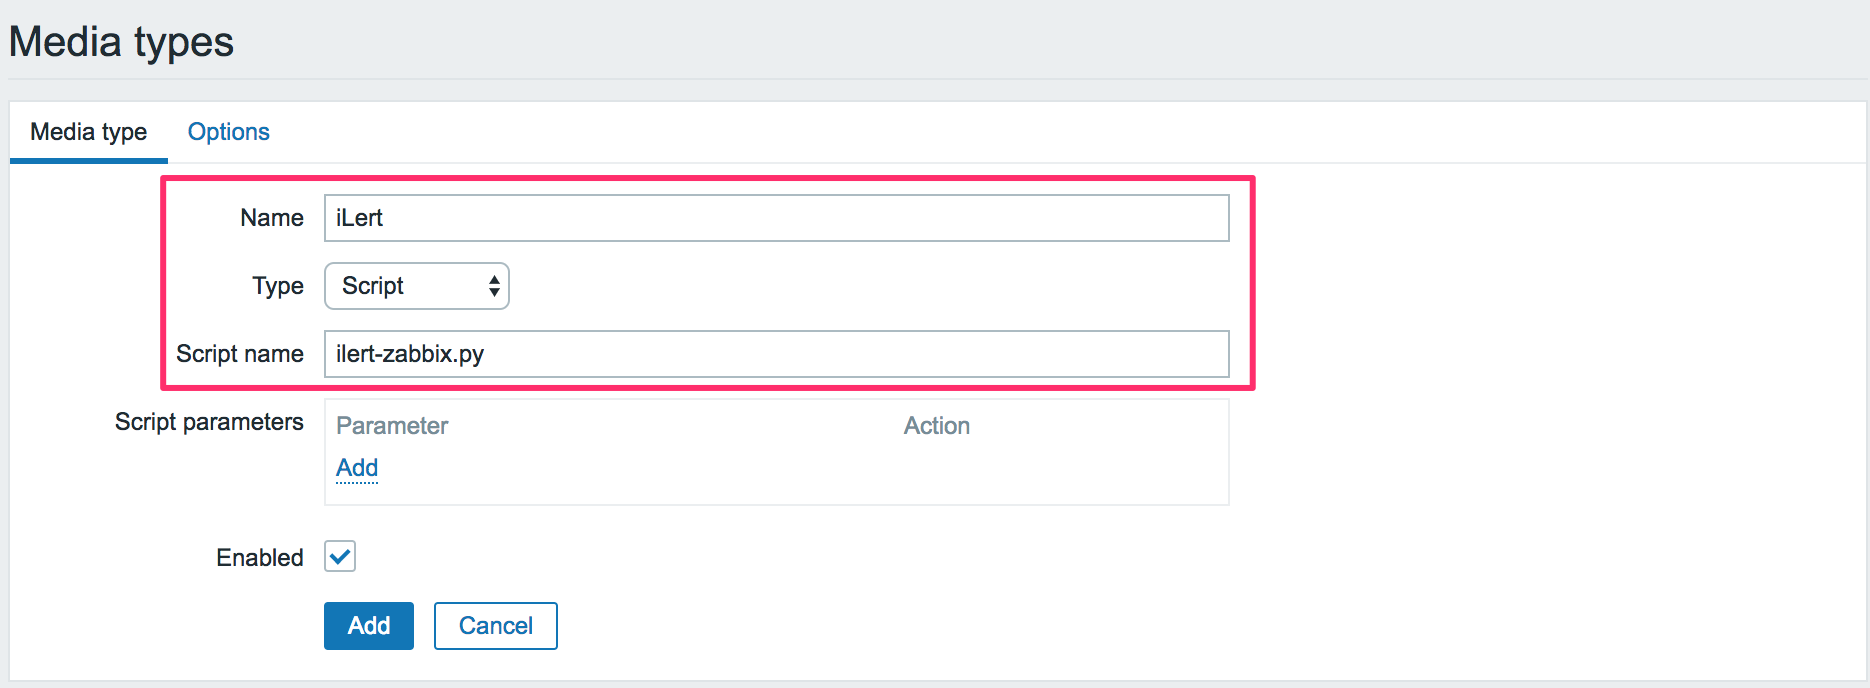 Media types
Media type Options
Name iLert
Type Script
Script name ilert-zabbix.py
Script parameters Parameter Action
Add
Enabled
Add Cancel